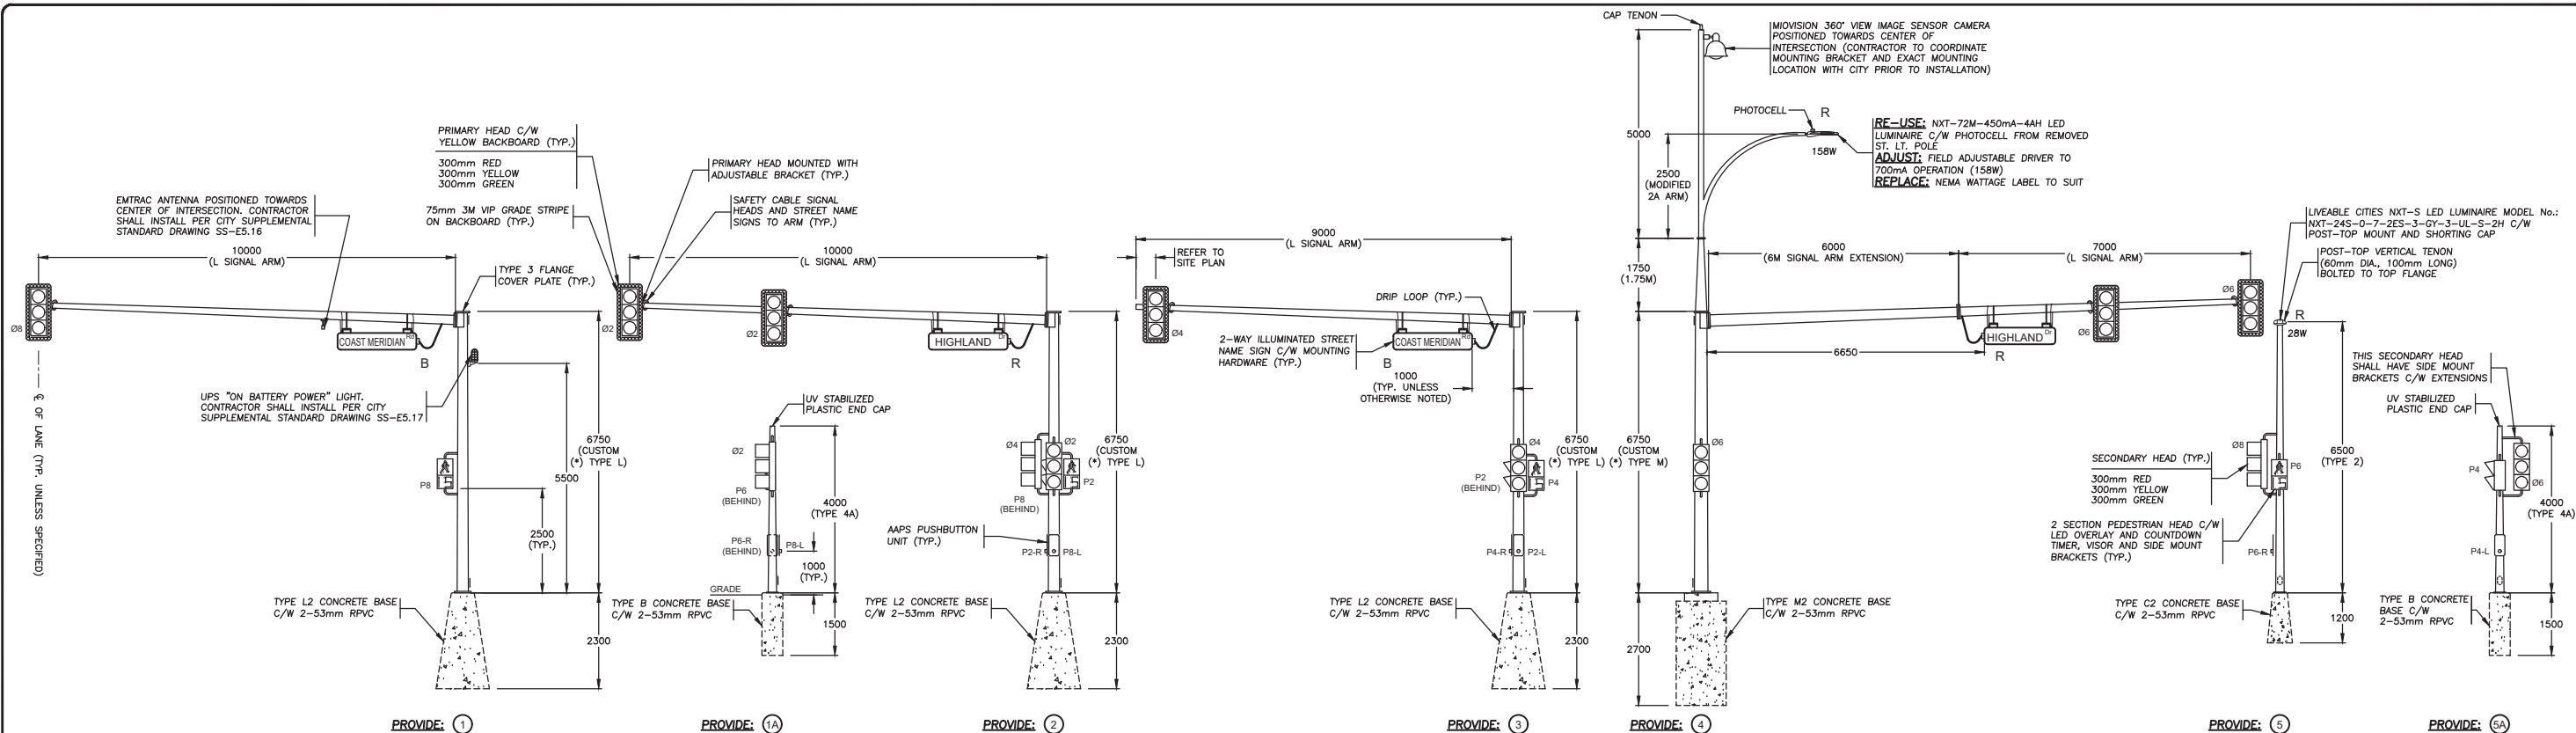 EMTRAC ANTENNA POSITIONED TOWARDS
CENTER OF INTERSECTION. CONTRACTOR
SHALL INSTALL PER CITY SUPPLEMENTAL
STANDARD DRAWING SS-E5.16
10000
(L SIGNAL ARM)
TYPE 3 FLANGE
COVER PLATE (TYP.)
Ø8
COAST MERIDIAN Rd
B
UPS "ON BATTERY POWER" LIGHT.
CONTRACTOR SHALL INSTALL PER CITY
SUPPLEMENTAL STANDARD DRAWING SS-E5.17
℄ OF LANE (TYP. UNLESS SPECIFIED)
P8
2500
(TYP.)
5500
6750
(CUSTOM
(*) TYPE L)
TYPE L2 CONCRETE BASE
C/W 2-53mm RPVC
2300
PROVIDE: 1
PRIMARY HEAD C/W
YELLOW BACKBOARD (TYP.)
300mm RED
300mm YELLOW
300mm GREEN
75mm 3M VIP GRADE STRIPE
ON BACKBOARD (TYP.)
PRIMARY HEAD MOUNTED WITH
ADJUSTABLE BRACKET (TYP.)
SAFETY CABLE SIGNAL
HEADS AND STREET NAME
SIGNS TO ARM (TYP.)
10000
(L SIGNAL ARM)
Ø2
Ø2
HIGHLAND Dr
R
UV STABILIZED
PLASTIC END CAP
Ø2
P6
(BEHIND)
4000
(TYPE 4A)
P6-R
(BEHIND)
P8-L
1000
(TYP.)
GRADE
TYPE B CONCRETE BASE
C/W 2-53mm RPVC
1500
PROVIDE: 1A
Ø4
Ø2
P2
P8
(BEHIND)
AAPS PUSHBUTTON
UNIT (TYP.)
P2-R
P8-L
6750
(CUSTOM
(*) TYPE L)
TYPE L2 CONCRETE BASE
C/W 2-53mm RPVC
2300
PROVIDE: 2
9000
(L SIGNAL ARM)
REFER TO
SITE PLAN
Ø4
DRIP LOOP (TYP.)
2-WAY ILLUMINATED STREET
NAME SIGN C/W MOUNTING
HARDWARE (TYP.)
COAST MERIDIAN Rd
B
1000
(TYP. UNLESS
OTHERWISE NOTED)
Ø4
P2
(BEHIND)
P4
P4-R
P2-L
6750
(CUSTOM
(*) TYPE L)
TYPE L2 CONCRETE BASE
C/W 2-53mm RPVC
2300
PROVIDE: 3
CAP TENON
MIOVISION 360° VIEW IMAGE SENSOR CAMERA
POSITIONED TOWARDS CENTER OF
INTERSECTION (CONTRACTOR TO COORDINATE
MOUNTING BRACKET AND EXACT MOUNTING
LOCATION WITH CITY PRIOR TO INSTALLATION)
PHOTOCELL
R
158W
RE-USE: NXT-72M-450mA-4AH LED
LUMINAIRE C/W PHOTOCELL FROM REMOVED
ST. LT. POLE
ADJUST: FIELD ADJUSTABLE DRIVER TO
700mA OPERATION (158W)
REPLACE: NEMA WATTAGE LABEL TO SUIT
5000
2500
(MODIFIED
2A ARM)
1750
(1.75M)
6000
(6M SIGNAL ARM EXTENSION)
7000
(L SIGNAL ARM)
Ø6
Ø6
HIGHLAND Dr
6650
R
6750
(CUSTOM
(*) TYPE M)
Ø6
TYPE M2 CONCRETE BASE
C/W 2-53mm RPVC
2700
PROVIDE: 4
LIVEABLE CITIES NXT-S LED LUMINAIRE MODEL No.:
NXT-24S-0-7-2ES-3-GY-3-UL-S-2H C/W
POST-TOP MOUNT AND SHORTING CAP
POST-TOP VERTICAL TENON
(60mm DIA., 100mm LONG)
BOLTED TO TOP FLANGE
R
28W
SECONDARY HEAD (TYP.)
300mm RED
300mm YELLOW
300mm GREEN
Ø8
P6
2 SECTION PEDESTRIAN HEAD C/W
LED OVERLAY AND COUNTDOWN
TIMER, VISOR AND SIDE MOUNT
BRACKETS (TYP.)
P6-R
6500
(TYPE 2)
TYPE C2 CONCRETE BASE
C/W 2-53mm RPVC
1200
PROVIDE: 5
THIS SECONDARY HEAD
SHALL HAVE SIDE MOUNT
BRACKETS C/W EXTENSIONS
UV STABILIZED
PLASTIC END CAP
P4
Ø6
P4-L
4000
(TYPE 4A)
TYPE B CONCRETE
BASE C/W
2-53mm RPVC
1500
PROVIDE: 5A